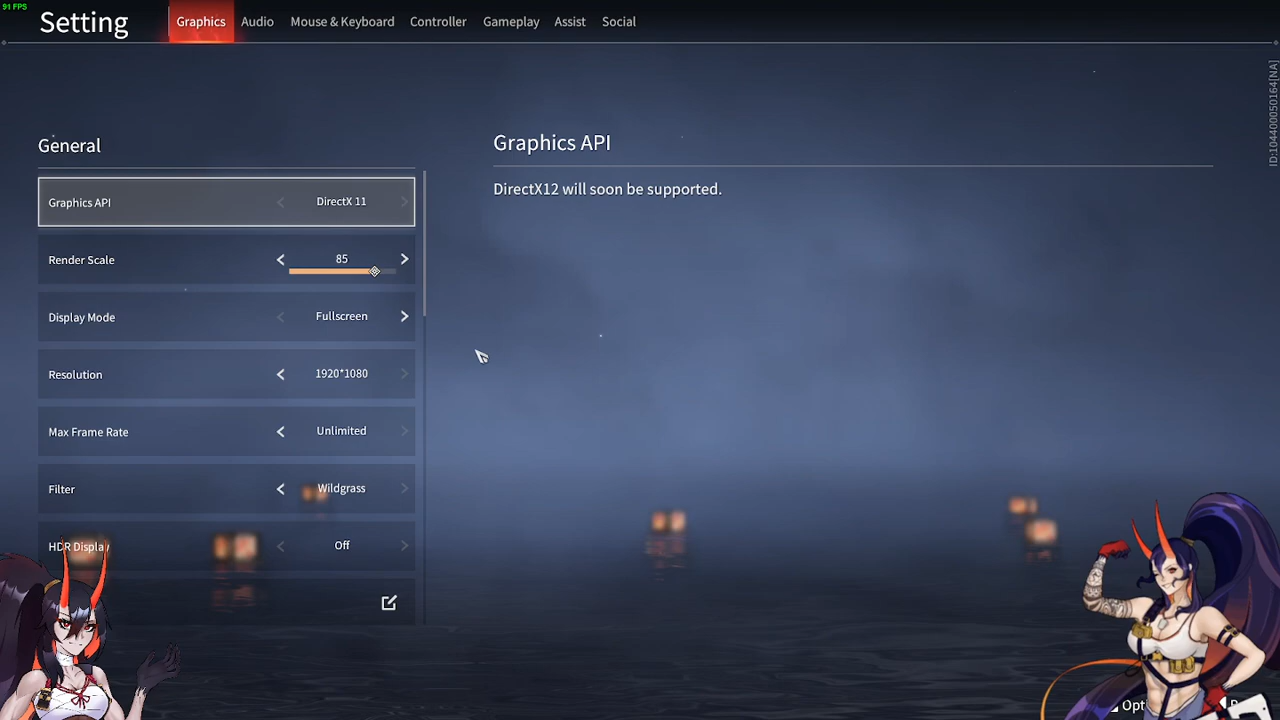 91 FPS
Setting
Graphics
Audio
Mouse & Keyboard
Controller
Gameplay
Assist
Social
ID:104400050164[NA]
General
Graphics API
DirectX 11
Render Scale
85
Display Mode
Fullscreen
Resolution
1920*1080
Max Frame Rate
Unlimited
Filter
Wildgrass
HDR Display
Off
Graphics API
DirectX12 will soon be supported.
Opt